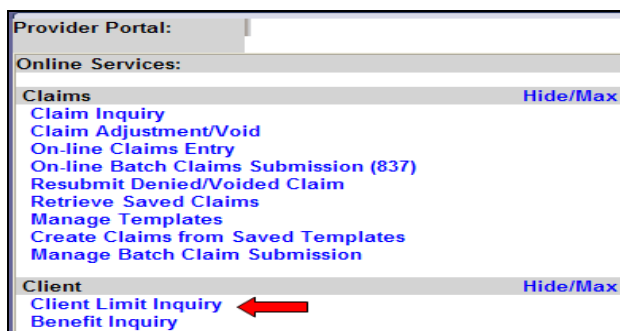 Provider Portal:
Online Services:
Claims Hide/Max
Claim Inquiry
Claim Adjustment/Void
On-line Claims Entry
On-line Batch Claims Submission (837)
Resubmit Denied/Voided Claim
Retrieve Saved Claims
Manage Templates
Create Claims from Saved Templates
Manage Batch Claim Submission
Client Hide/Max
Client Limit Inquiry
Benefit Inquiry